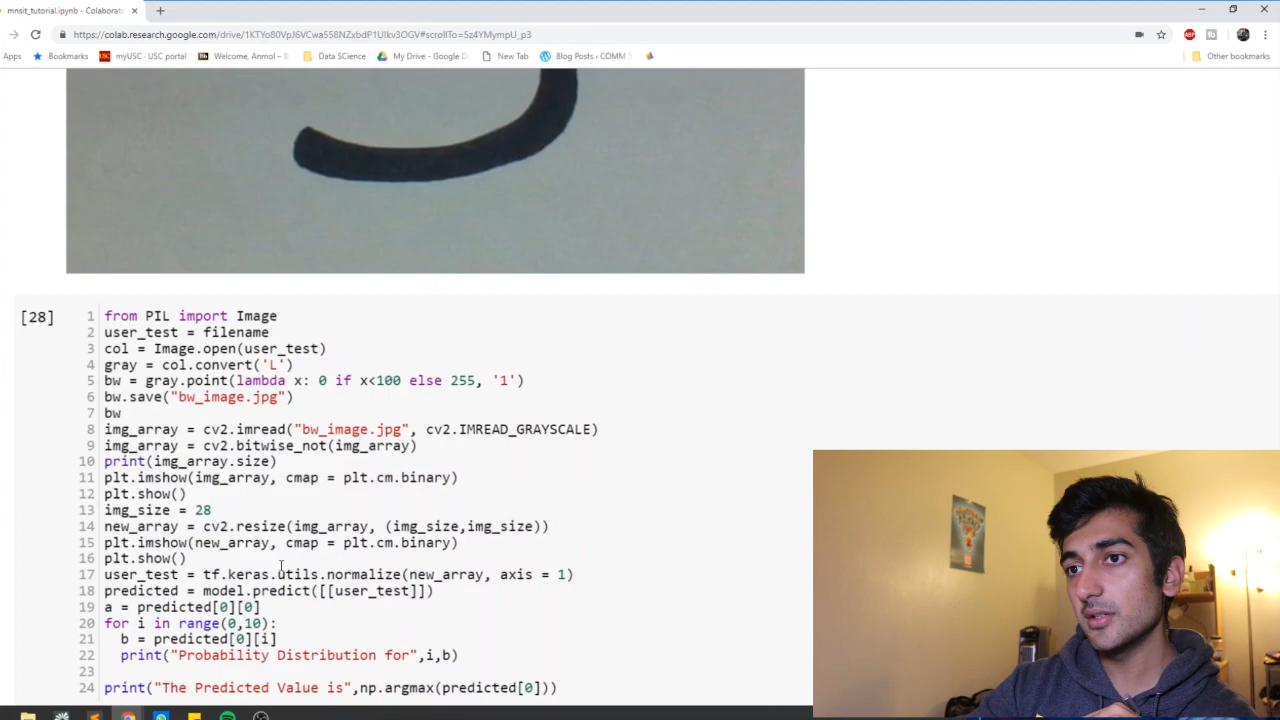 mnsit_tutorial.ipynb - Colaborat
https://colab.research.google.com/drive/1KTYo80VpJ6VCwa558NZxbdP1UIkv3OGV#scrollTo=5z4YMympU_p3
Apps Bookmarks myUSC - USC portal Welcome, Anmol – B Data SCience My Drive - Google D New Tab Blog Posts ‹ COMM S Other bookmarks
[28]
1 from PIL import Image
2 user_test = filename
3 col = Image.open(user_test)
4 gray = col.convert('L')
5 bw = gray.point(lambda x: 0 if x<100 else 255, '1')
6 bw.save("bw_image.jpg")
7 bw
8 img_array = cv2.imread("bw_image.jpg", cv2.IMREAD_GRAYSCALE)
9 img_array = cv2.bitwise_not(img_array)
10 print(img_array.size)
11 plt.imshow(img_array, cmap = plt.cm.binary)
12 plt.show()
13 img_size = 28
14 new_array = cv2.resize(img_array, (img_size,img_size))
15 plt.imshow(new_array, cmap = plt.cm.binary)
16 plt.show()
17 user_test = tf.keras.utils.normalize(new_array, axis = 1)
18 predicted = model.predict([[user_test]])
19 a = predicted[0][0]
20 for i in range(0,10):
21 b = predicted[0][i]
22 print("Probability Distribution for",i,b)
23
24 print("The Predicted Value is",np.argmax(predicted[0]))